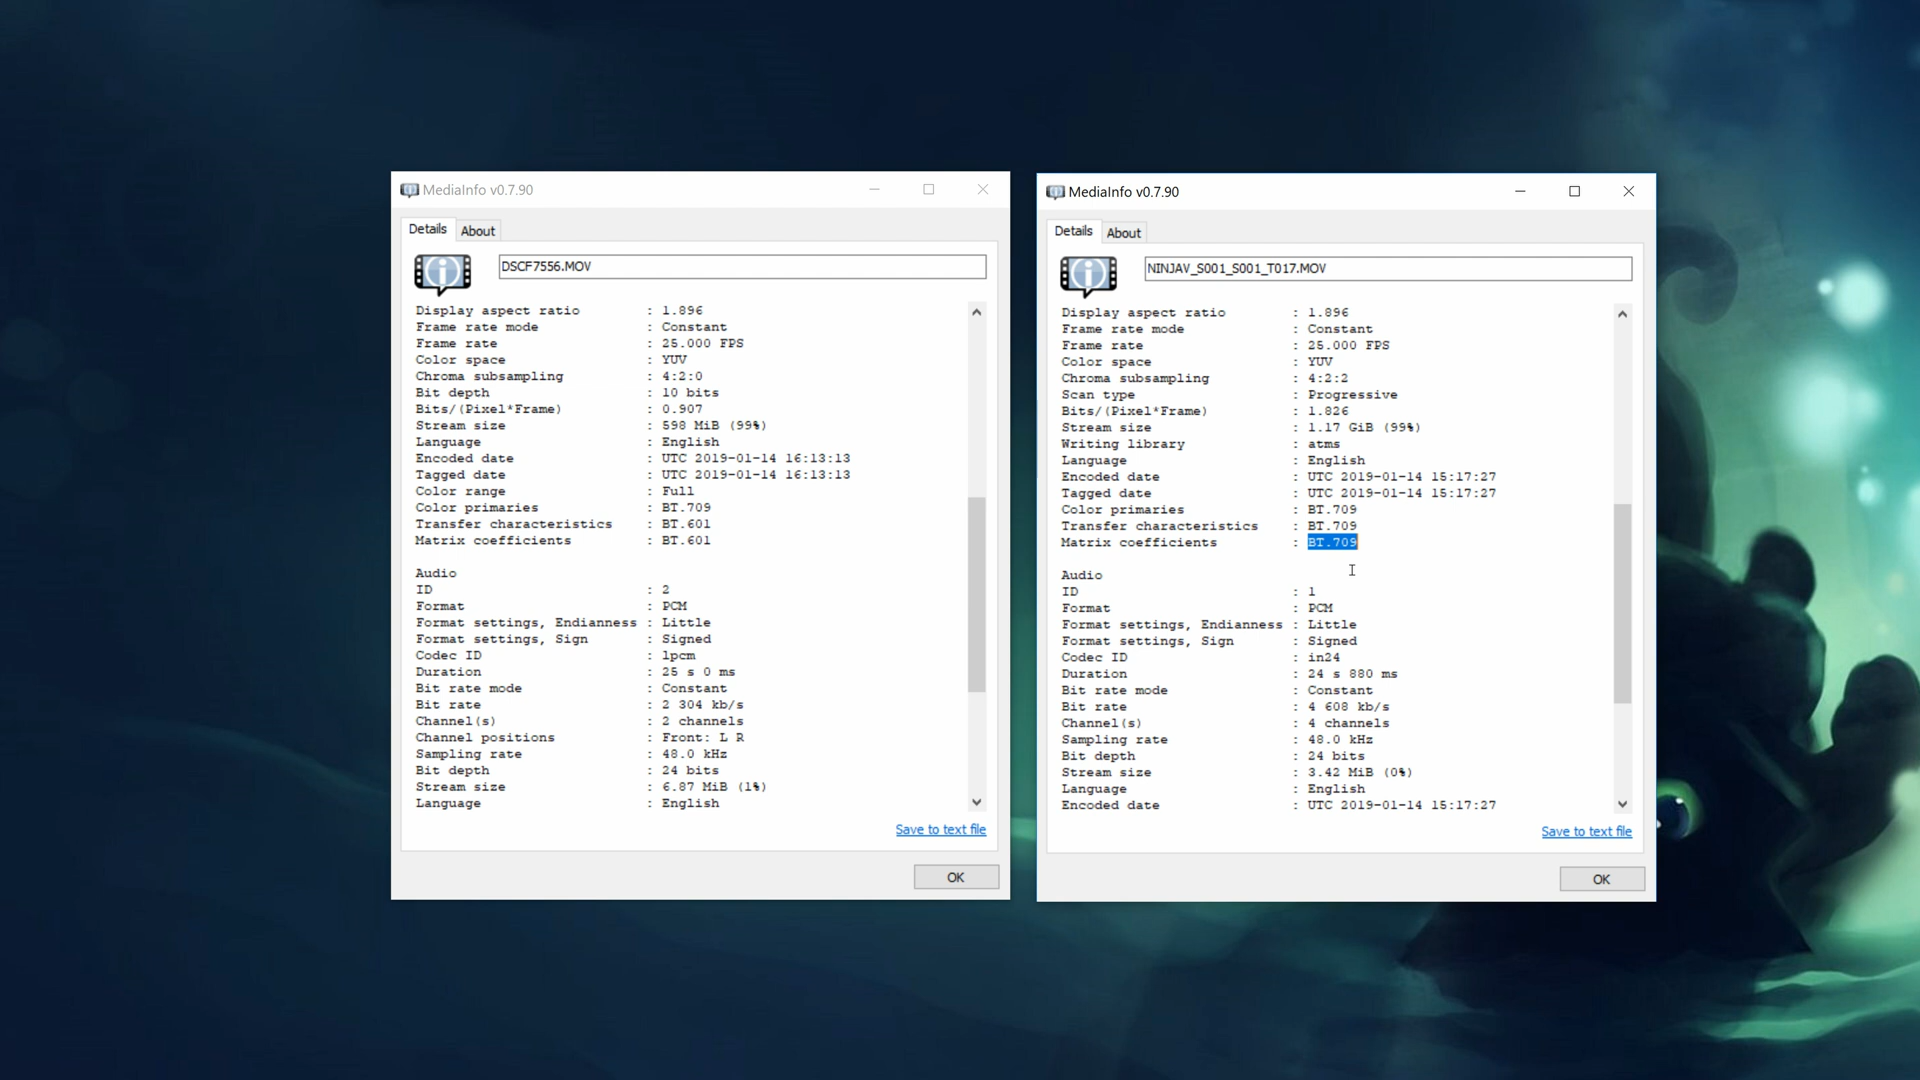 MediaInfo v0.7.90
Details About
DSCF7556.MOV
Display aspect ratio : 1.896
Frame rate mode : Constant
Frame rate : 25.000 FPS
Color space : YUV
Chroma subsampling : 4:2:0
Bit depth : 10 bits
Bits/(Pixel*Frame) : 0.907
Stream size : 598 MiB (99%)
Language : English
Encoded date : UTC 2019-01-14 16:13:13
Tagged date : UTC 2019-01-14 16:13:13
Color range : Full
Color primaries : BT.709
Transfer characteristics : BT.601
Matrix coefficients : BT.601
Audio
ID : 2
Format : PCM
Format settings, Endianness : Little
Format settings, Sign : Signed
Codec ID : lpcm
Duration : 25 s 0 ms
Bit rate mode : Constant
Bit rate : 2 304 kb/s
Channel(s) : 2 channels
Channel positions : Front: L R
Sampling rate : 48.0 kHz
Bit depth : 24 bits
Stream size : 6.87 MiB (1%)
Language : English
Save to text file
OK
MediaInfo v0.7.90
Details About
NINJAV_S001_S001_T017.MOV
Display aspect ratio : 1.896
Frame rate mode : Constant
Frame rate : 25.000 FPS
Color space : YUV
Chroma subsampling : 4:2:2
Scan type : Progressive
Bits/(Pixel*Frame) : 1.826
Stream size : 1.17 GiB (99%)
Writing library : atms
Language : English
Encoded date : UTC 2019-01-14 15:17:27
Tagged date : UTC 2019-01-14 15:17:27
Color primaries : BT.709
Transfer characteristics : BT.709
Matrix coefficients : BT.709
Audio
ID : 1
Format : PCM
Format settings, Endianness : Little
Format settings, Sign : Signed
Codec ID : in24
Duration : 24 s 880 ms
Bit rate mode : Constant
Bit rate : 4 608 kb/s
Channel(s) : 4 channels
Sampling rate : 48.0 kHz
Bit depth : 24 bits
Stream size : 3.42 MiB (0%)
Language : English
Encoded date : UTC 2019-01-14 15:17:27
Save to text file
OK